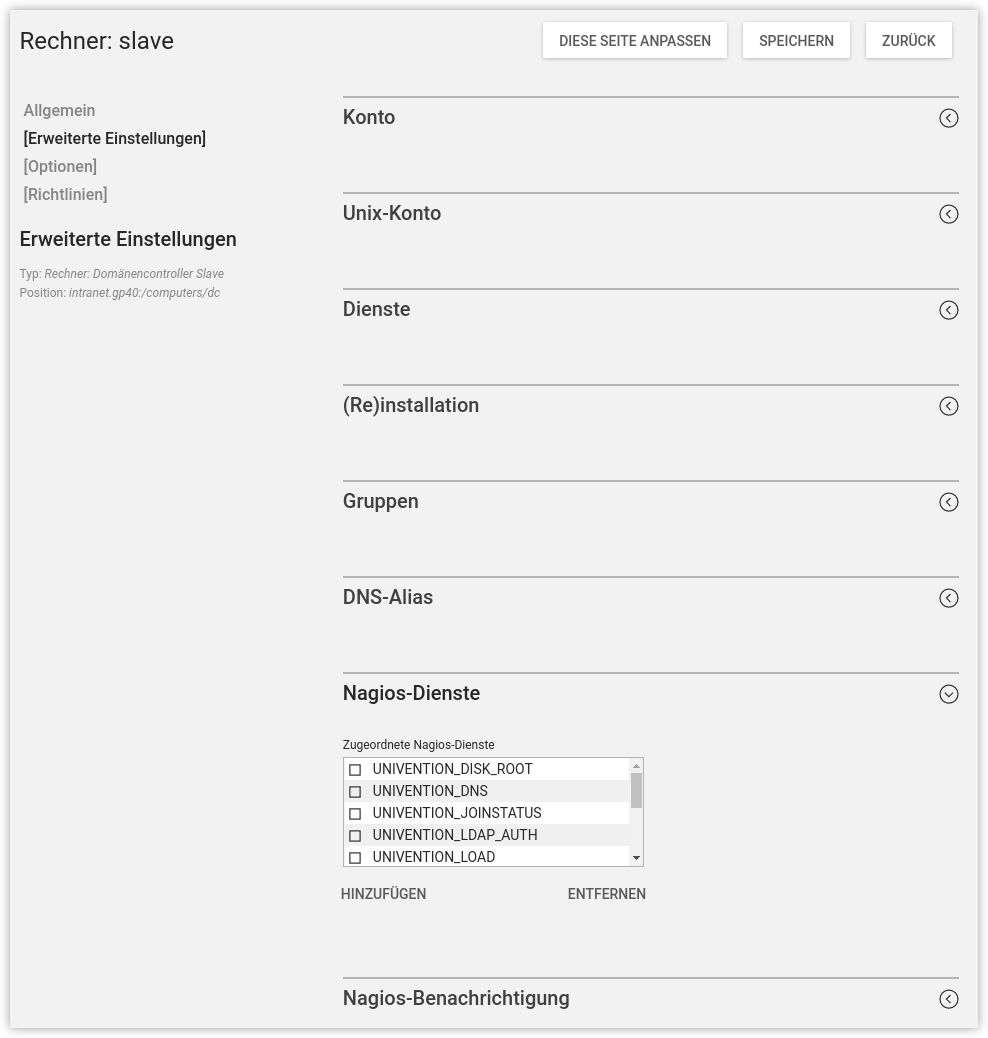 Rechner: slave
DIESE SEITE ANPASSEN
SPEICHERN
ZURÜCK
Allgemein
[Erweiterte Einstellungen]
[Optionen]
[Richtlinien]
Erweiterte Einstellungen
Typ: Rechner: Domänencontroller Slave
Position: intranet.gp40:/computers/dc
Konto
Unix-Konto
Dienste
(Re)installation
Gruppen
DNS-Alias
Nagios-Dienste
Zugeordnete Nagios-Dienste
UNIVENTION_DISK_ROOT
UNIVENTION_DNS
UNIVENTION_JOINSTATUS
UNIVENTION_LDAP_AUTH
UNIVENTION_LOAD
HINZUFÜGEN
ENTFERNEN
Nagios-Benachrichtigung